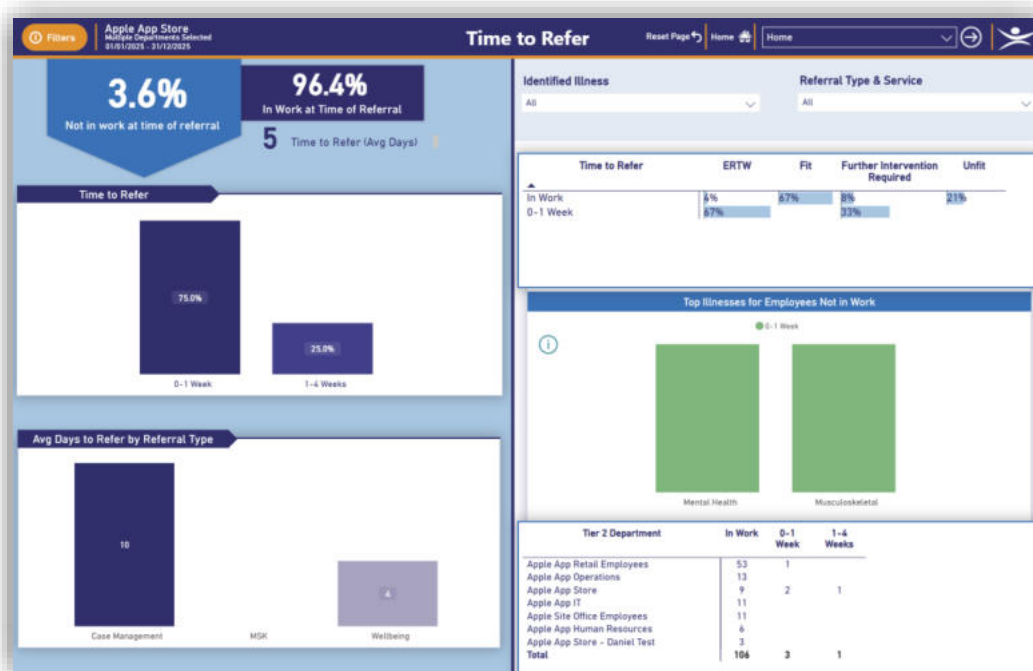 Filters
Apple App Store
Multiple Departments Selected
01/01/2025 - 31/12/2025
Time to Refer
Reset Page
Home
Home
3.6%
Not in work at time of referral
96.4%
In Work at Time of Referral
5 Time to Refer (Avg Days)
Time to Refer
75.0%
25.0%
0-1 Week 1-4 Weeks
Avg Days to Refer by Referral Type
10
4
Case Management MSK Wellbeing
Identified Illness
All
Referral Type & Service
All
Time to Refer ERTW Fit Further Intervention Required Unfit
In Work 4% 67% 8% 21%
0-1 Week 67% 33%
Top Illnesses for Employees Not in Work
0-1 Week
Mental Health Musculoskeletal
Tier 2 Department In Work 0-1 Week 1-4 Weeks
Apple App Retail Employees 53 1
Apple App Operations 13
Apple App Store 9 2 1
Apple App IT 11
Apple Site Office Employees 11
Apple App Human Resources 6
Apple App Store - Daniel Test 3
Total 106 3 1